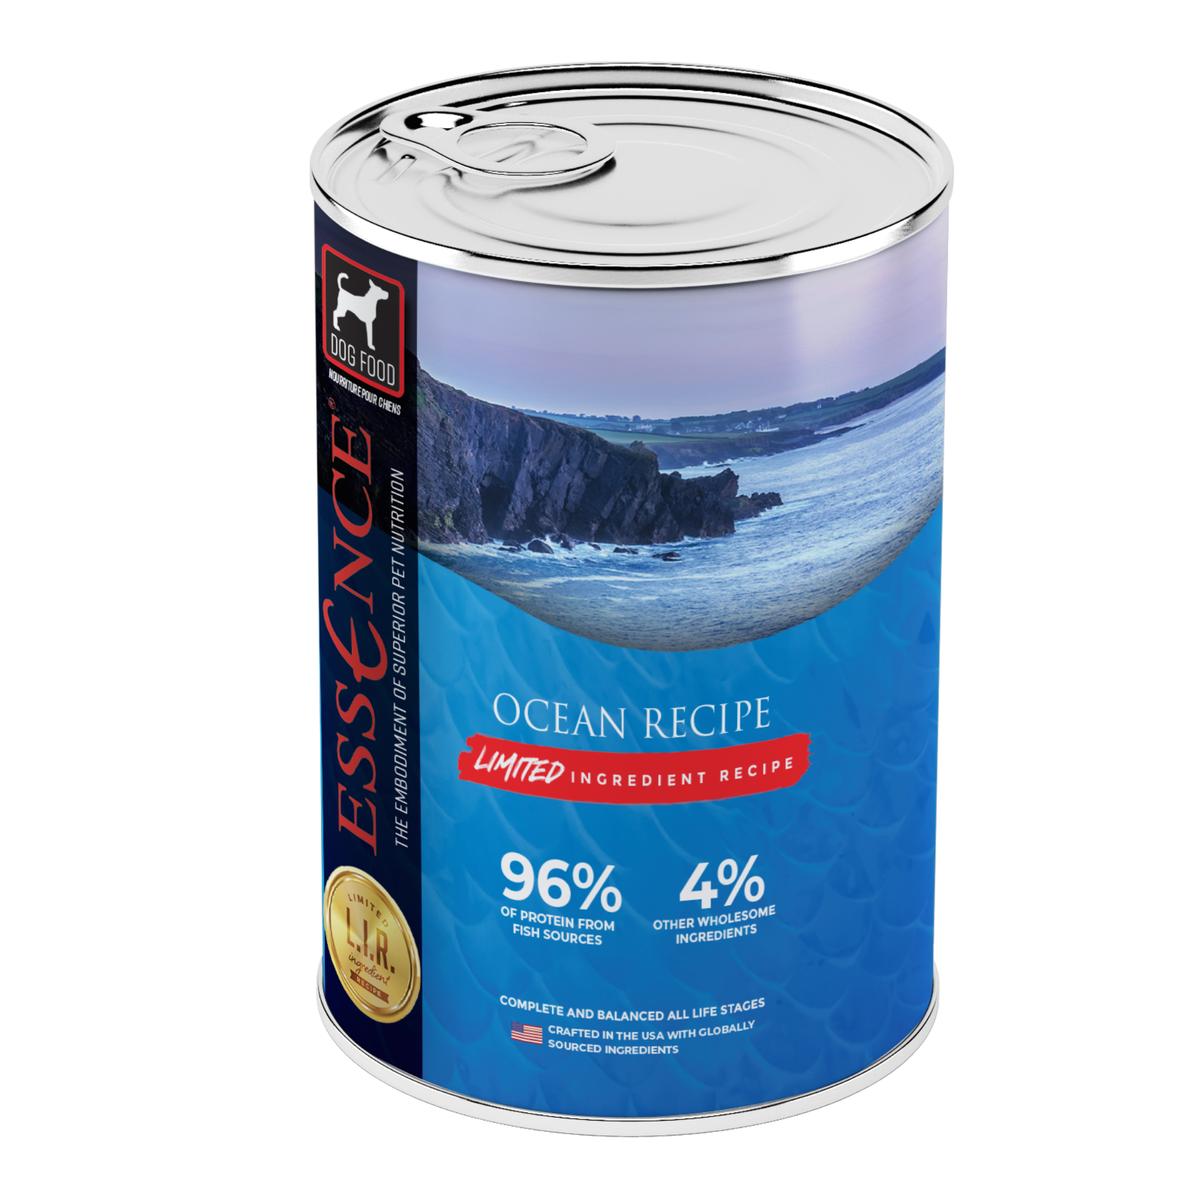 DOG FOOD
NOURRITURE POUR CHIENS
ESSENCE®
THE EMBODIMENT OF SUPERIOR PET NUTRITION
LIMITED
L.I.R.
ingredient
RECIPE
OCEAN RECIPE
LIMITED INGREDIENT RECIPE
96%
OF PROTEIN FROM
FISH SOURCES
4%
OTHER WHOLESOME
INGREDIENTS
COMPLETE AND BALANCED ALL LIFE STAGES
CRAFTED IN THE USA WITH GLOBALLY
SOURCED INGREDIENTS